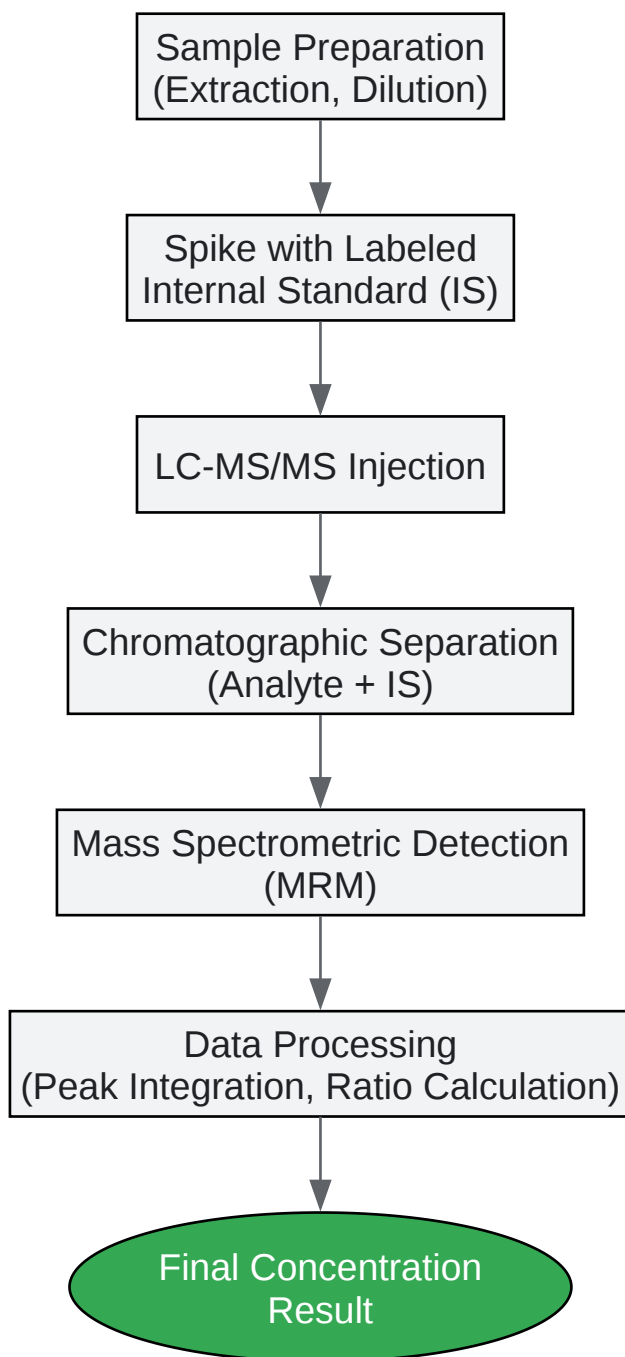 Sample Preparation
(Extraction, Dilution)
Spike with Labeled
Internal Standard (IS)
LC-MS/MS Injection
Chromatographic Separation
(Analyte + IS)
Mass Spectrometric Detection
(MRM)
Data Processing
(Peak Integration, Ratio Calculation)
Final Concentration
Result